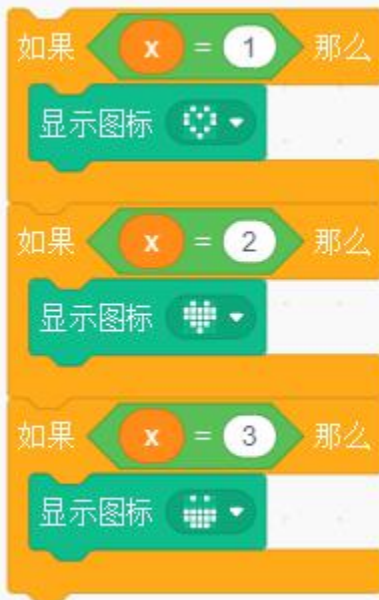 如果 x = 1 那么
显示图标
如果 x = 2 那么
显示图标
如果 x = 3 那么
显示图标